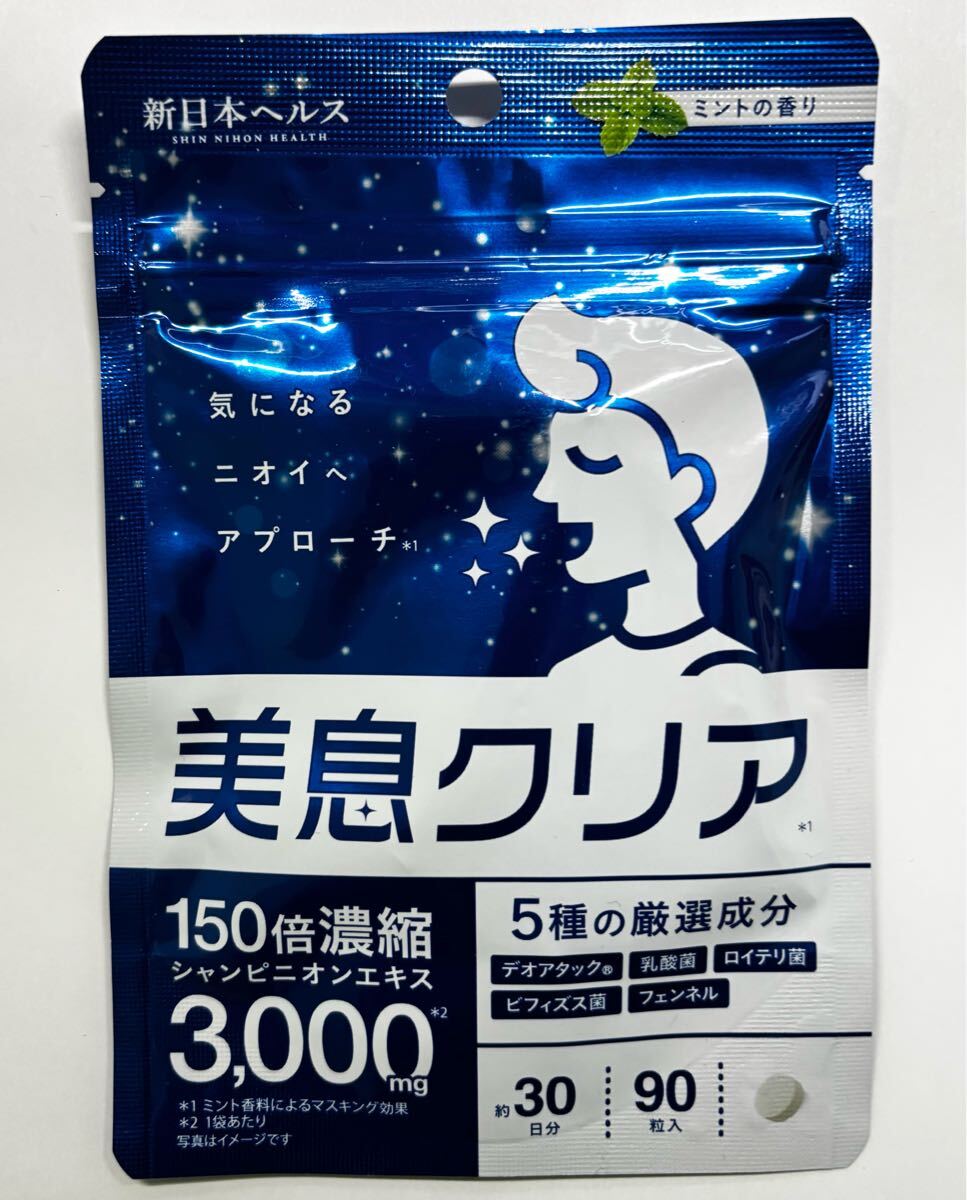 新日本ヘルス
SHIN NIHON HEALTH
ミントの香り
気になる
ニオイへ
アプローチ*1
美息クリア*1
150倍濃縮
シャンピニオンエキス
3,000mg*2
*1 ミント香料によるマスキング効果
*2 1袋あたり
写真はイメージです
5種の厳選成分
デオアタック® 乳酸菌 ロイテリ菌
ビフィズス菌 フェンネル
約30日分
90粒入